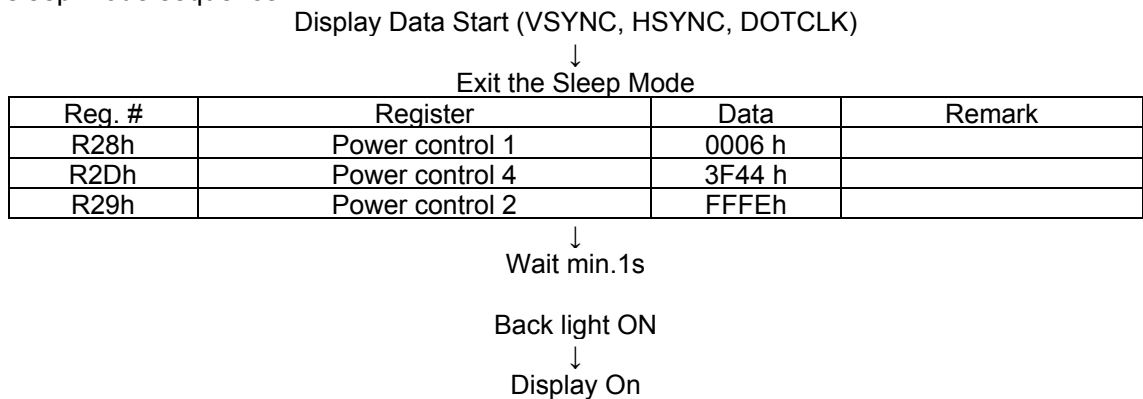 Display Data Start (VSYNC, HSYNC, DOTCLK)
↓
Exit the Sleep Mode
Reg. # Register Data Remark
R28h Power control 1 0006 h
R2Dh Power control 4 3F44 h
R29h Power control 2 FFFEh
↓
Wait min.1s
Back light ON
↓
Display On